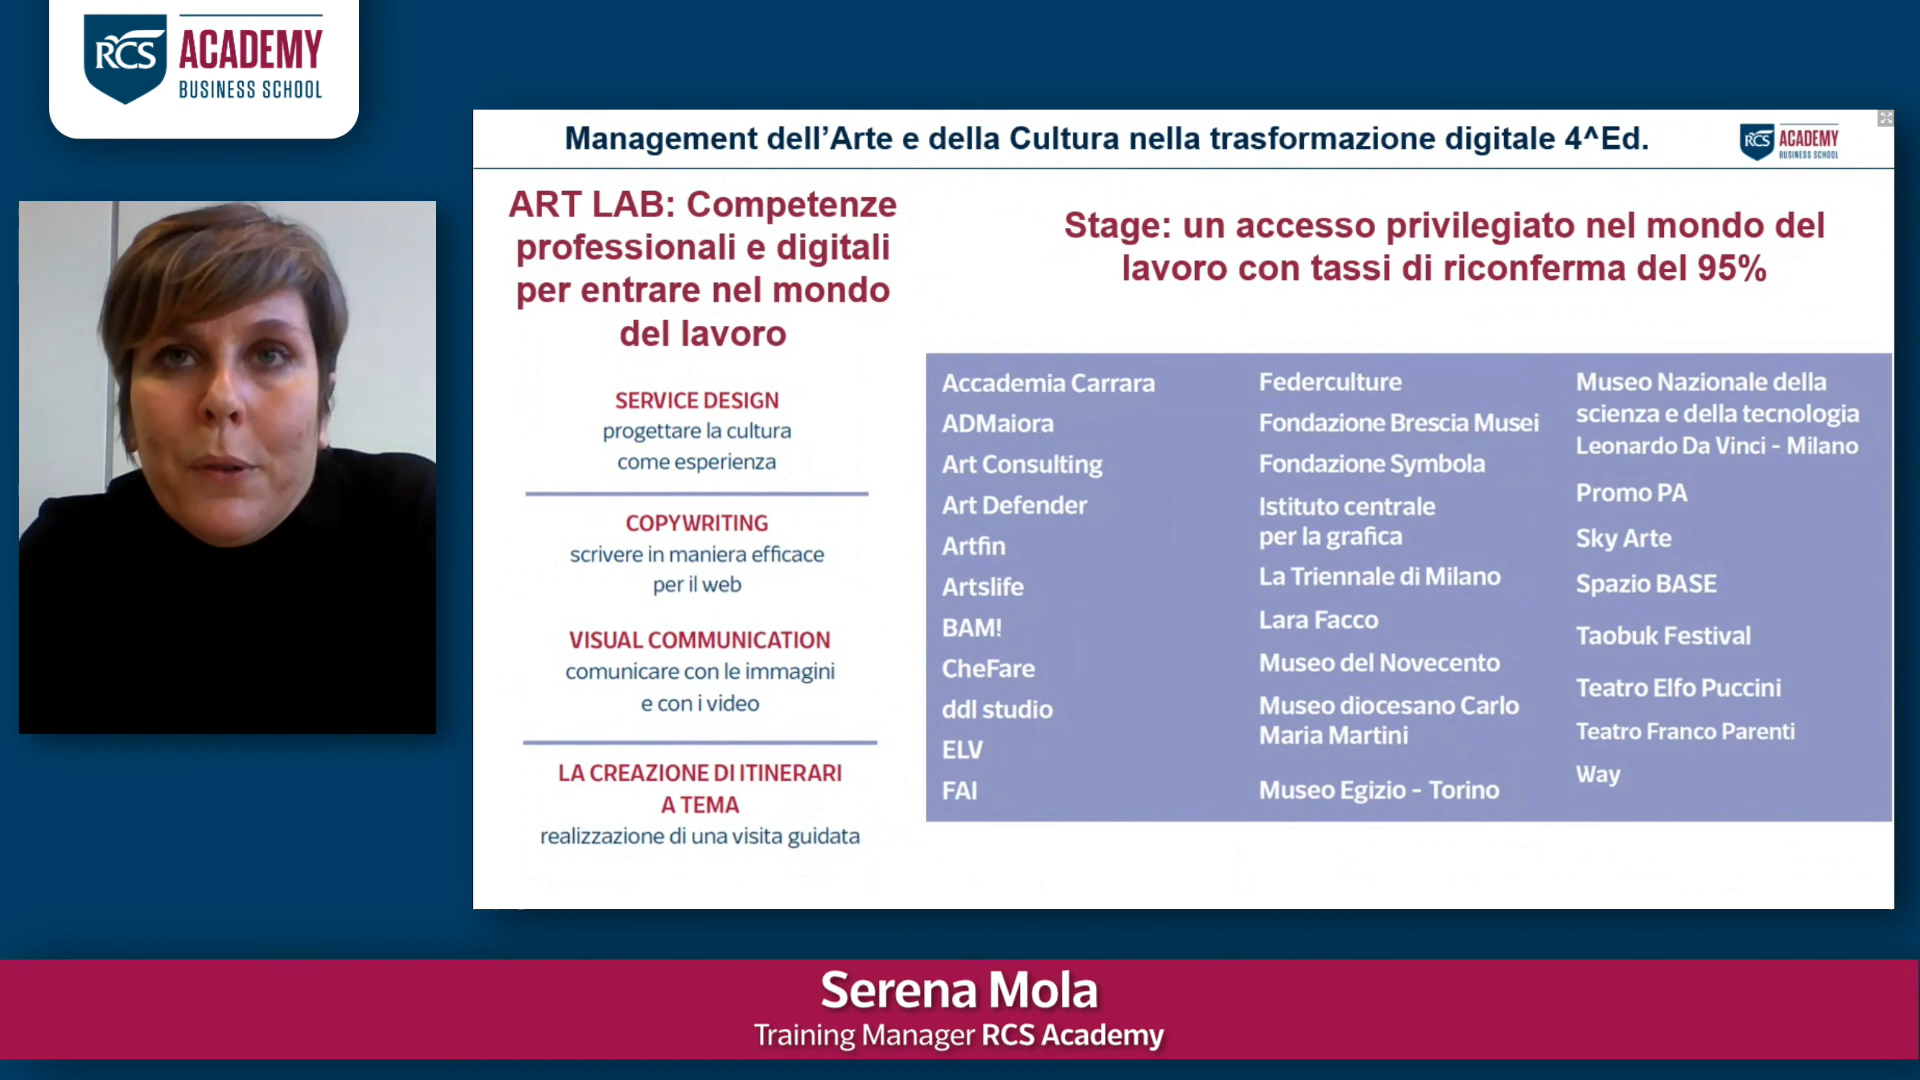 RCS ACADEMY
BUSINESS SCHOOL
Management dell’Arte e della Cultura nella trasformazione digitale 4^Ed.
RCS ACADEMY
BUSINESS SCHOOL
ART LAB: Competenze
professionali e digitali
per entrare nel mondo
del lavoro
SERVICE DESIGN
progettare la cultura
come esperienza
COPYWRITING
scrivere in maniera efficace
per il web
VISUAL COMMUNICATION
comunicare con le immagini
e con i video
LA CREAZIONE DI ITINERARI
A TEMA
realizzazione di una visita guidata
Stage: un accesso privilegiato nel mondo del
lavoro con tassi di riconferma del 95%
Accademia Carrara
ADMaiora
Art Consulting
Art Defender
Artfin
Artslife
BAM!
CheFare
ddl studio
ELV
FAI
Federculture
Fondazione Brescia Musei
Fondazione Symbola
Istituto centrale
per la grafica
La Triennale di Milano
Lara Facco
Museo del Novecento
Museo diocesano Carlo
Maria Martini
Museo Egizio - Torino
Museo Nazionale della
scienza e della tecnologia
Leonardo Da Vinci - Milano
Promo PA
Sky Arte
Spazio BASE
Taobuk Festival
Teatro Elfo Puccini
Teatro Franco Parenti
Way
Serena Mola
Training Manager RCS Academy